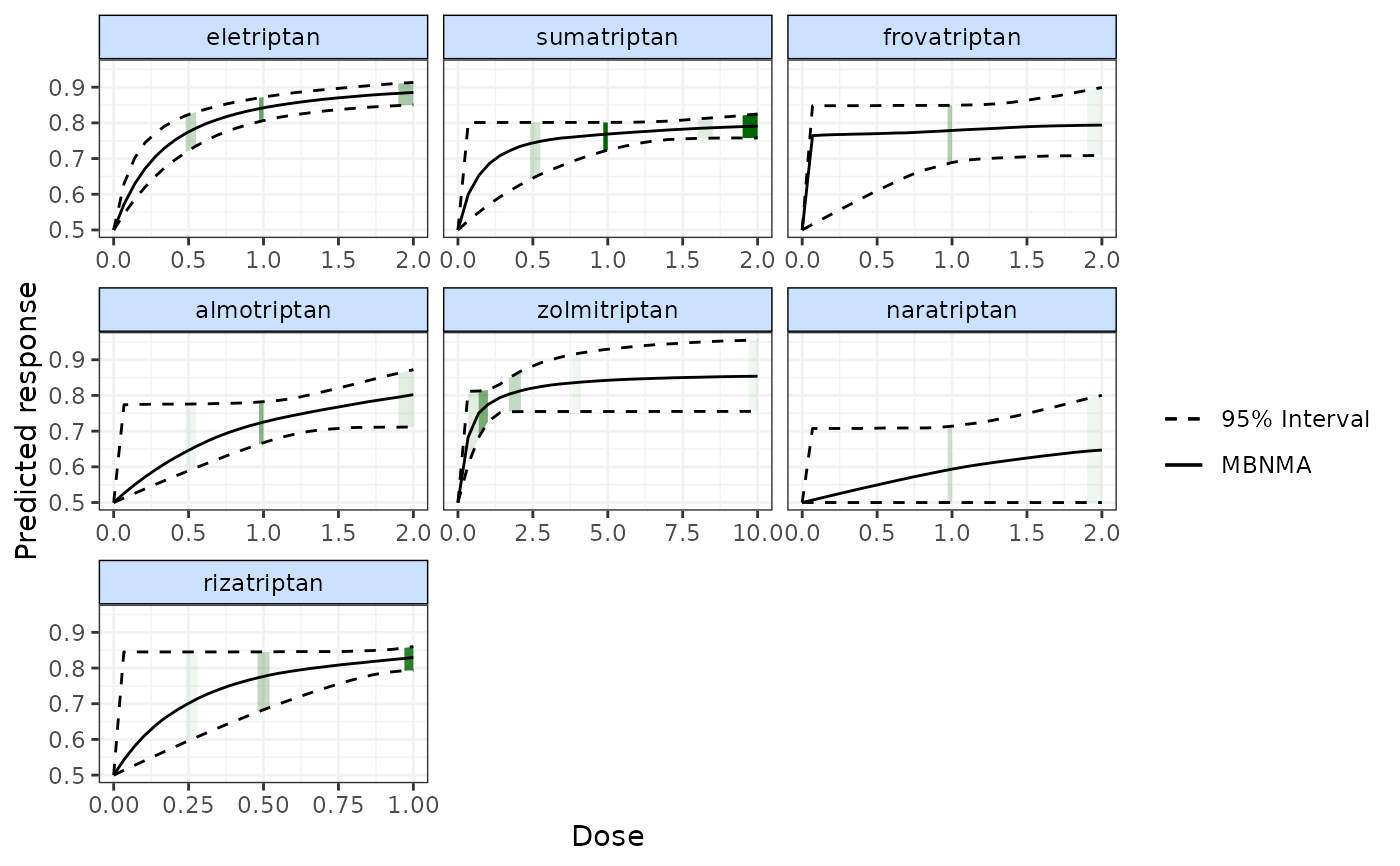 eletriptan sumatriptan frovatriptan
0.9
0.8
0.7
0.6
0.5
0.0 0.5 1.0 1.5 2.0 0.0 0.5 1.0 1.5 2.0 0.0 0.5 1.0 1.5 2.0
almotriptan zolmitriptan naratriptan
0.9
0.8
0.7
0.6
0.5
0.0 0.5 1.0 1.5 2.0 0.0 2.5 5.0 7.5 10.0 0.0 0.5 1.0 1.5 2.0
rizatriptan
0.9
0.8
0.7
0.6
0.5
0.00 0.25 0.50 0.75 1.00
Dose
Predicted response
95% Interval
MBNMA